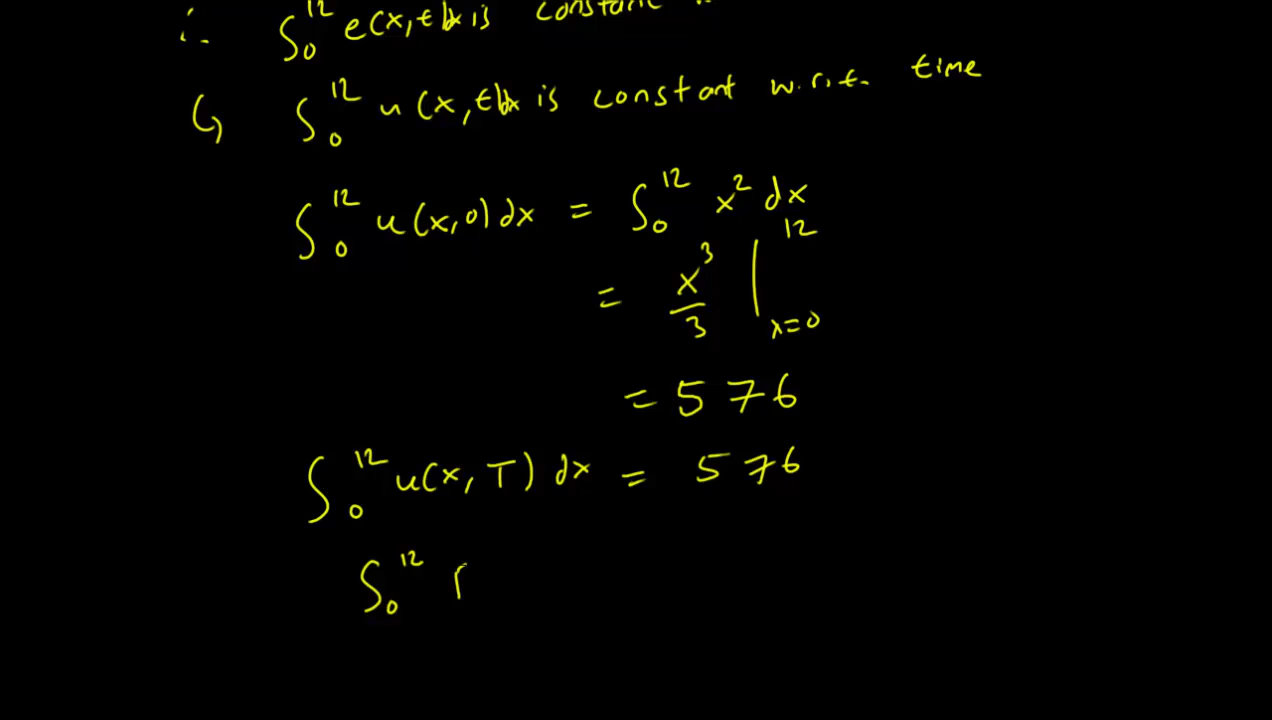 ∴ ∫₀¹² e(x,t)dx is constant
↳ ∫₀¹² u(x,t)dx is constant w.r.t. time
∫₀¹² u(x,0)dx = ∫₀¹² x² dx
= x³/3 |₍ₓ₌₀₎¹²
= 576
∫₀¹² u(x,T) dx = 576
∫₀¹²